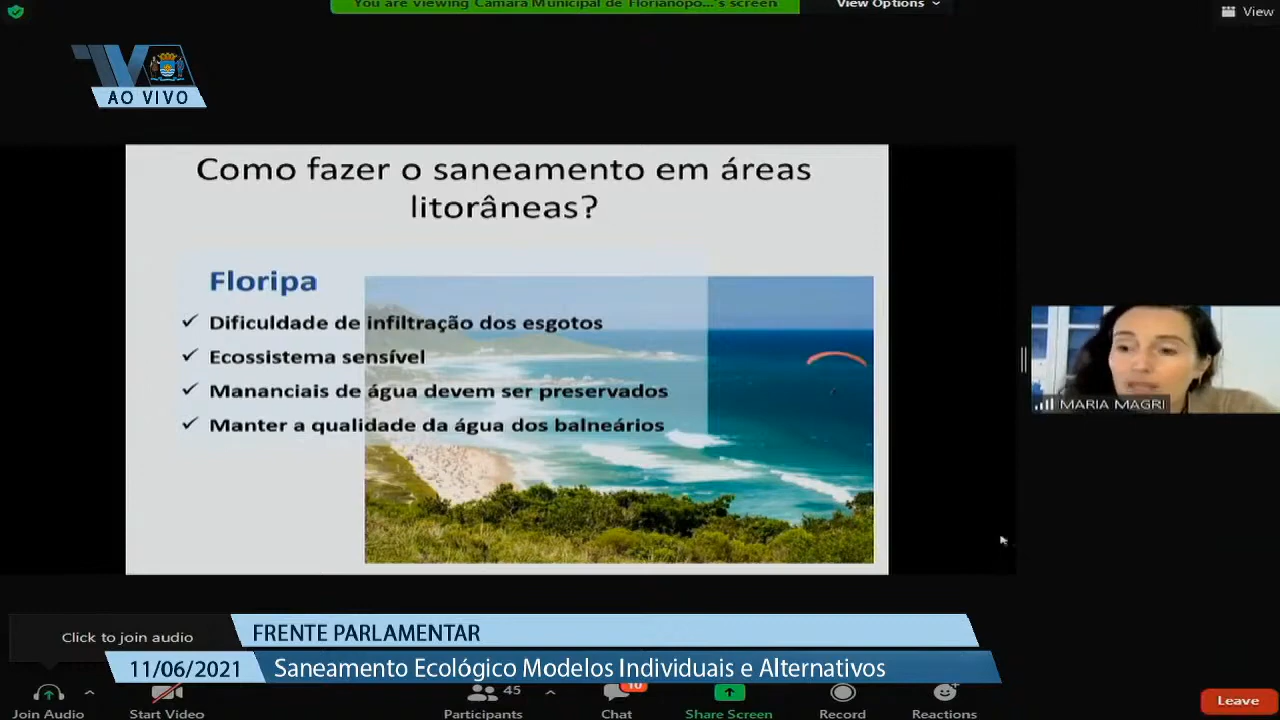 You are viewing Câmara Municipal de Florianópo...'s screen
View Options
View
AO VIVO
Como fazer o saneamento em áreas
litorâneas?
Floripa
✓ Dificuldade de infiltração dos esgotos
✓ Ecossistema sensível
✓ Mananciais de água devem ser preservados
✓ Manter a qualidade da água dos balneários
MARIA MAGRI
Click to join audio
FRENTE PARLAMENTAR
11/06/2021
Saneamento Ecológico Modelos Individuais e Alternativos
45
10
Join Audio
Start Video
Participants
Chat
Share Screen
Record
Reactions
Leave